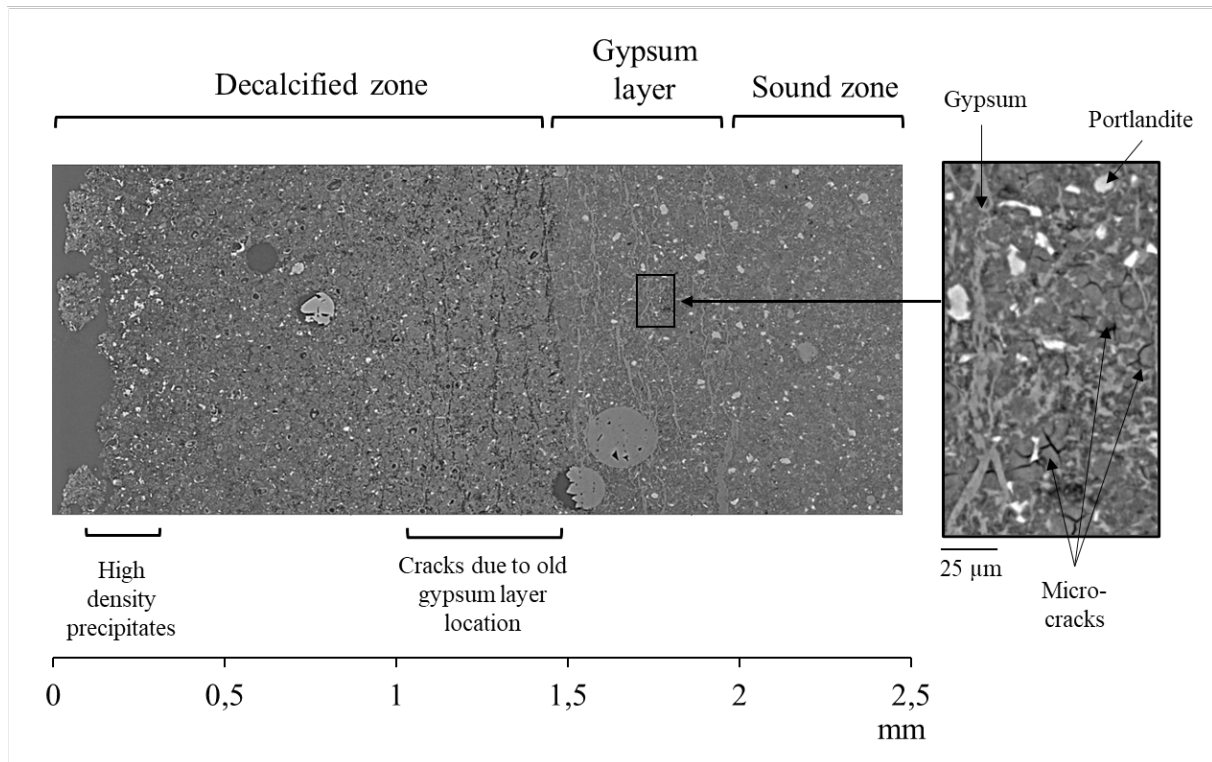 Decalcified zone
Gypsum
layer
Sound zone
Gypsum
Portlandite
High
density
precipitates
Cracks due to old
gypsum layer
location
25 µm
Micro-
cracks
0
0,5
1
1,5
2
2,5
mm